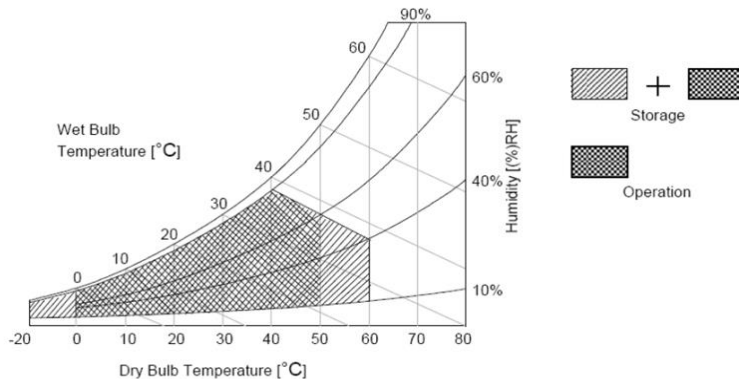 90%
60
60%
50
Wet Bulb
Temperature [°C]
40
30
20
10
0
Humidity [(%)RH]
40%
10%
-20 0 10 20 30 40 50 60 70 80
Dry Bulb Temperature [°C]
+
Storage
Operation